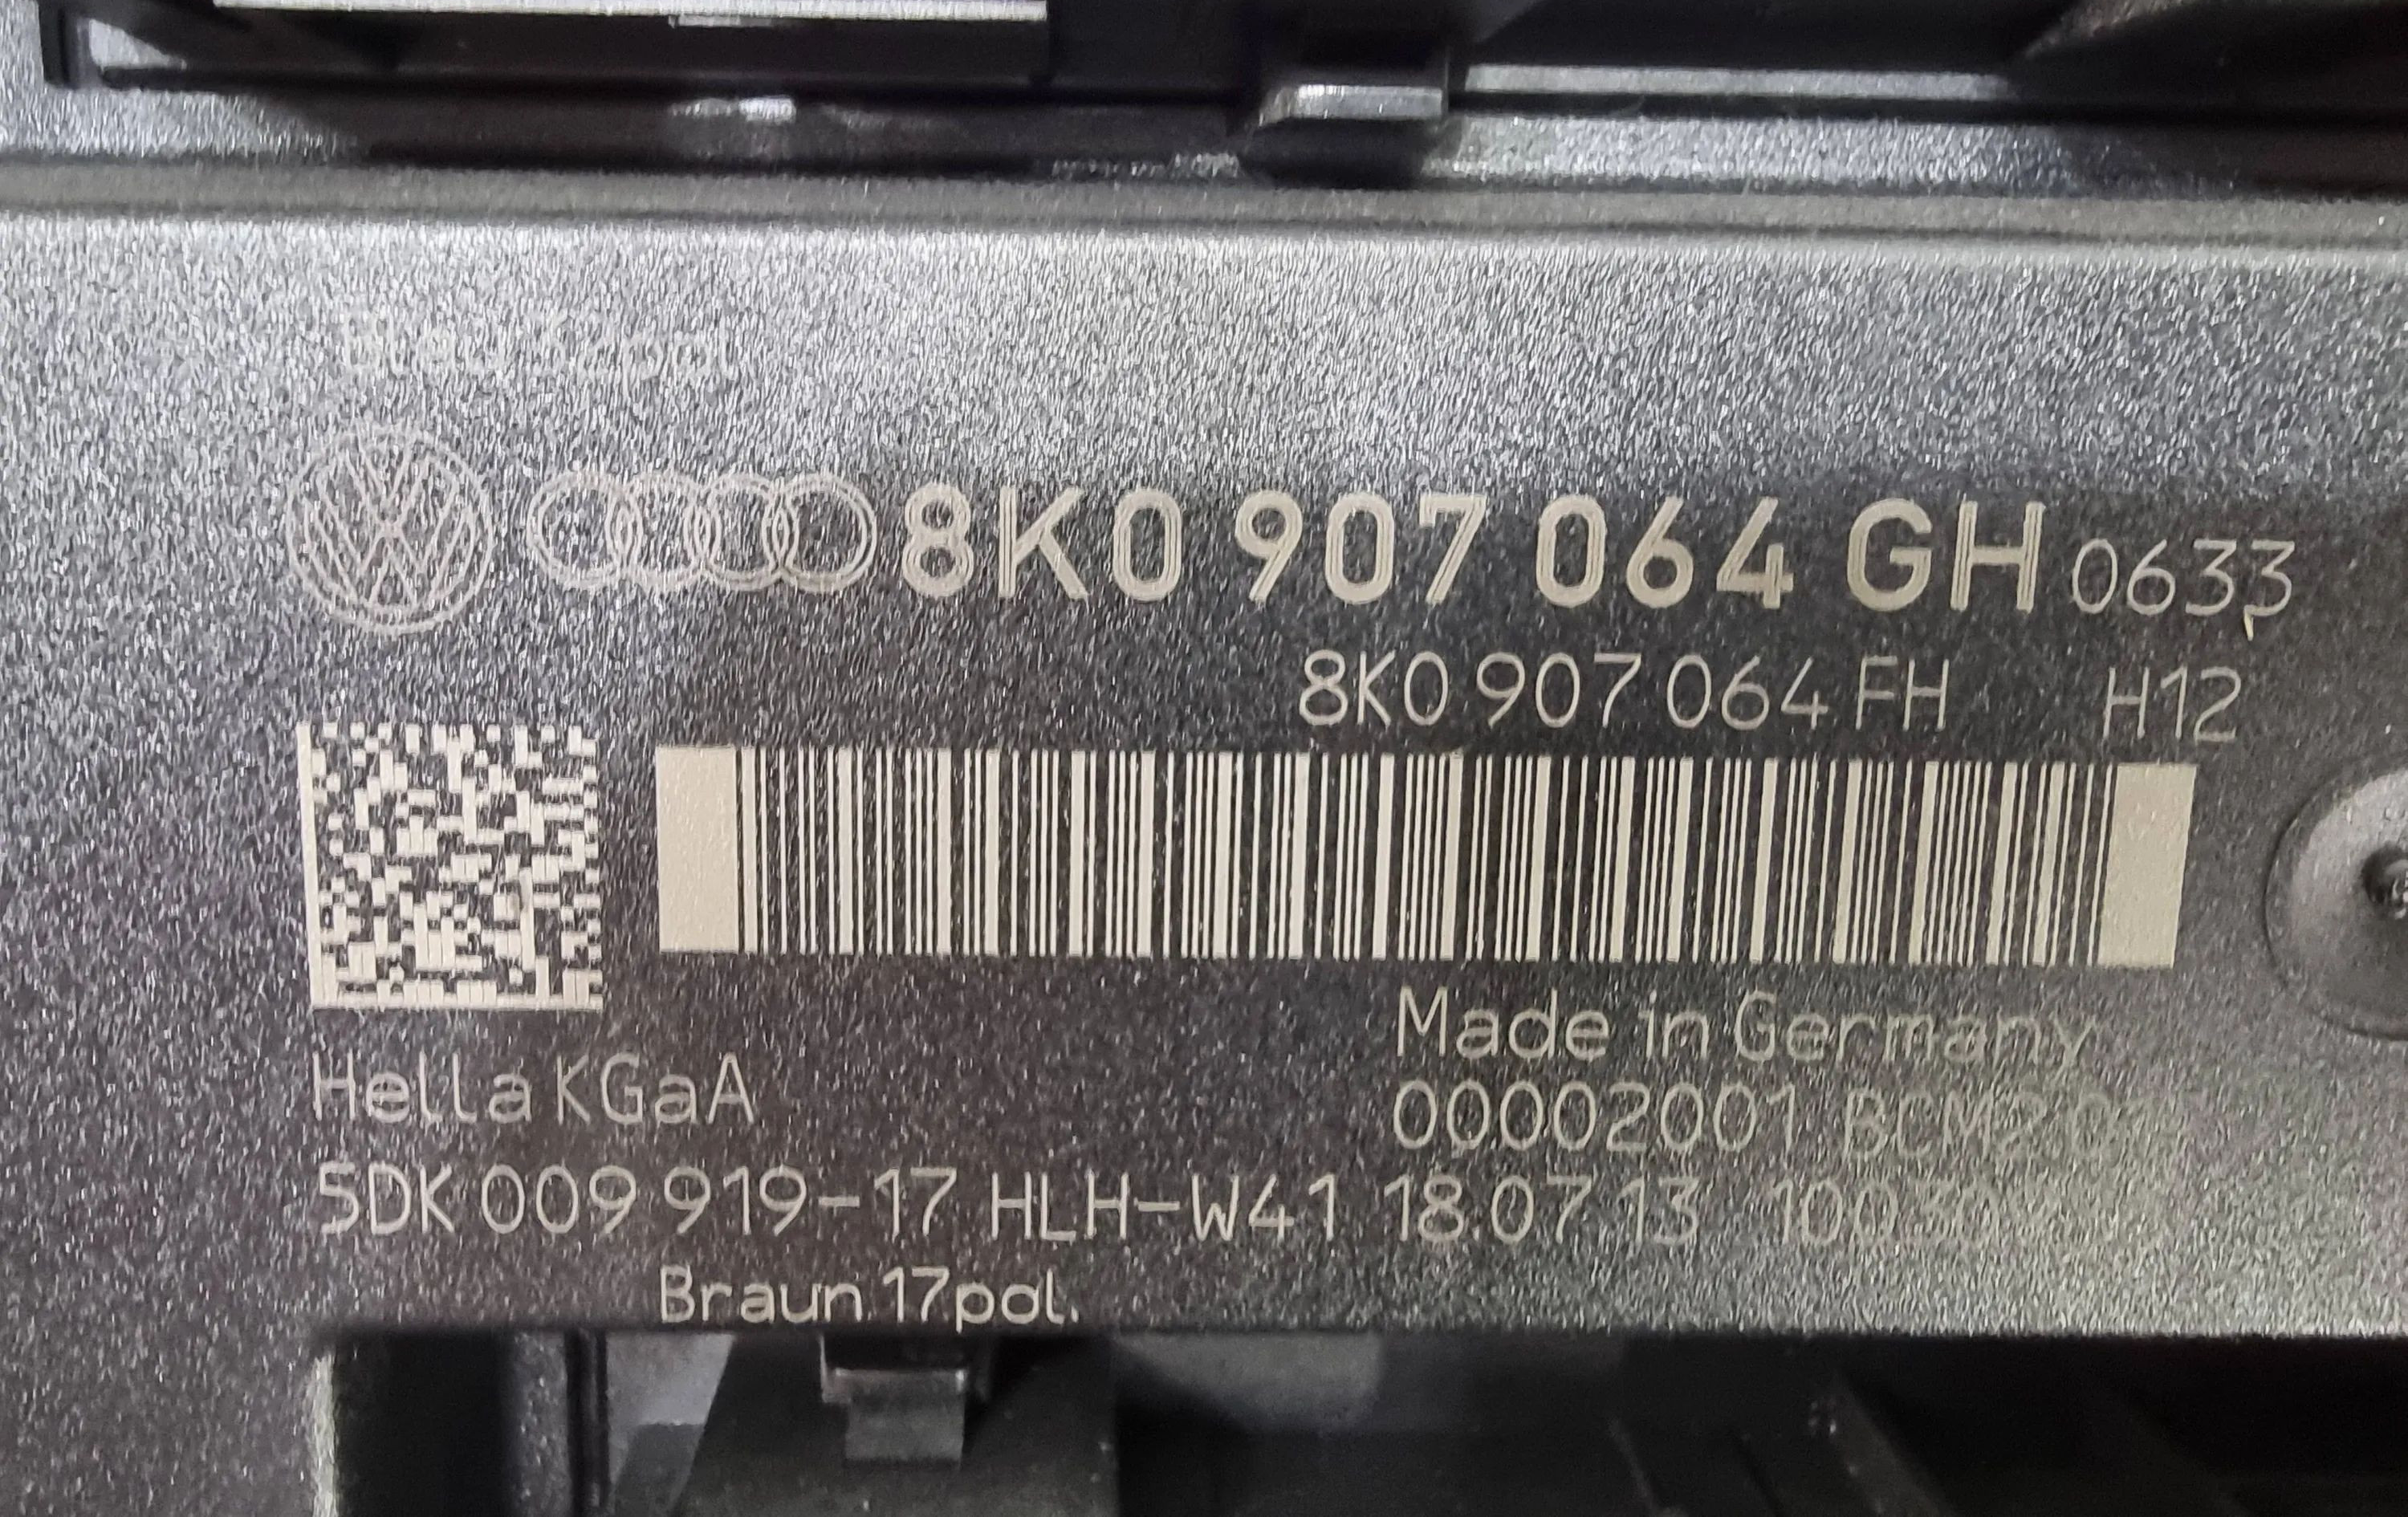 8K0 907 064 GH 0633
8K0 907 064 FH H12
Made in Germany
Hella KGaA
00002001
5DK 009 919-17 HLH-W41 18.07.13
Braun 17pol.